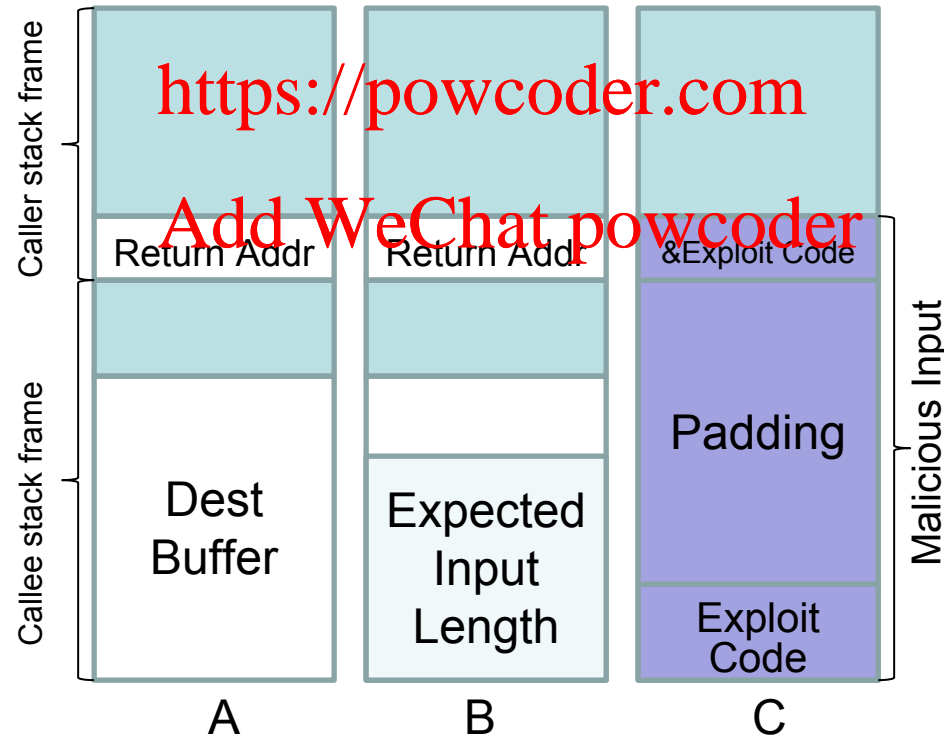 Caller stack frame
https://powcoder.com
Add WeChat powcoder
Return Addr
Return Addr
&Exploit Code
Callee stack frame
Dest
Buffer
Expected
Input
Length
Padding
Exploit
Code
Malicious Input
A
B
C